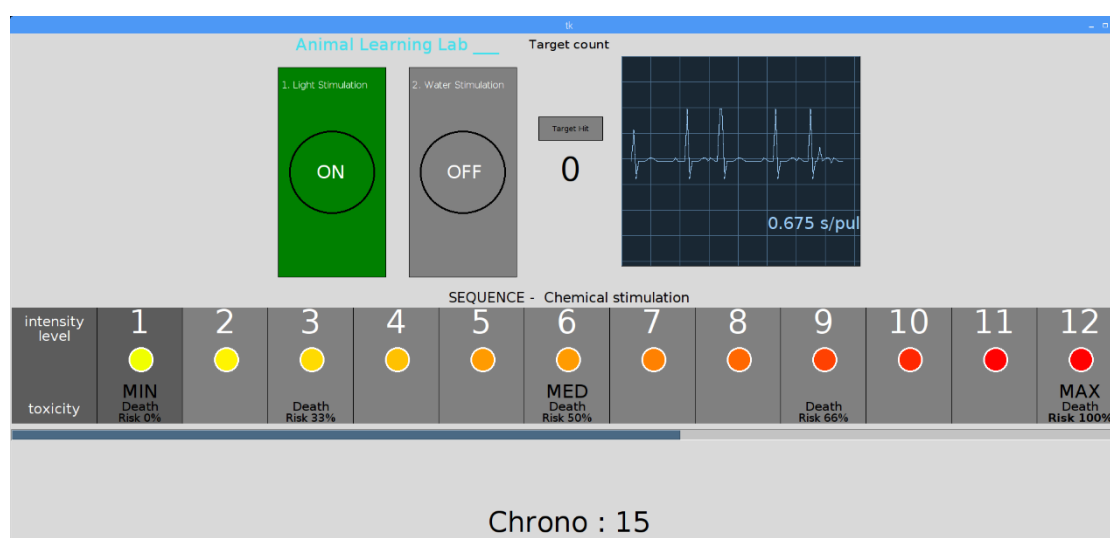 tk
Animal Learning Lab ___
Target count
1. Light Stimulation
2. Water Stimulation
ON
OFF
Target Hit
0
0.675 s/pul
SEQUENCE - Chemical stimulation
intensity
level
1
2
3
4
5
6
7
8
9
10
11
12
toxicity
MIN
Death
Risk 0%
Death
Risk 33%
MED
Death
Risk 50%
Death
Risk 66%
MAX
Death
Risk 100%
Chrono : 15